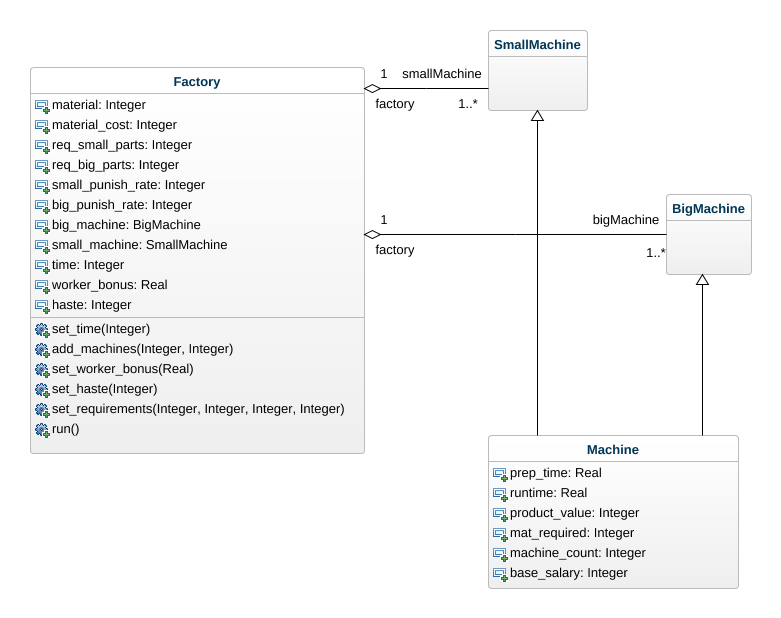 SmallMachine
1 smallMachine
factory 1..*
Factory
material: Integer
material_cost: Integer
req_small_parts: Integer
req_big_parts: Integer
small_punish_rate: Integer
big_punish_rate: Integer
big_machine: BigMachine
small_machine: SmallMachine
time: Integer
worker_bonus: Real
haste: Integer
set_time(Integer)
add_machines(Integer, Integer)
set_worker_bonus(Real)
set_haste(Integer)
set_requirements(Integer, Integer, Integer, Integer)
run()
1 bigMachine
factory 1..*
BigMachine
Machine
prep_time: Real
runtime: Real
product_value: Integer
mat_required: Integer
machine_count: Integer
base_salary: Integer